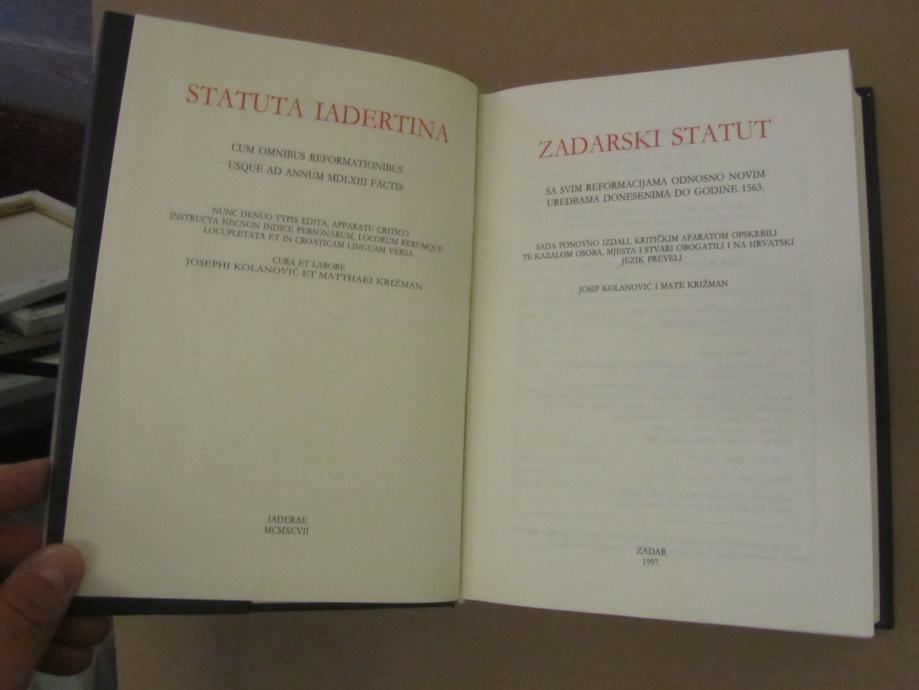 STATUTA IADERTINA
CUM OMNIBUS REFORMATIONIBUS
USQUE AD ANNUM MDLXIII FACTIS
NUNC DENUO TYPIS EDITA, APPARATU CRITICO
INSTRUCTA NECNON INDICE PERSONARUM, LOCORUM RERUMQUE
LOCUPLETATA ET IN CROATICAM LINGUAM VERSA
CURA ET LABORE
JOSEPHI KOLANOVIĆ ET MATTHAEI KRIŽMAN
IADERAE
MCMXCVII
ZADARSKI STATUT
SA SVIM REFORMACIJAMA ODNOSNO NOVIM
UREDBAMA DONESENIMA DO GODINE 1563.
SADA PONOVNO IZDALI, KRITIČKIM APARATOM OPSKRBILI
TE KAZALOM OSOBA, MJESTA I STVARI OBOGATILI I NA HRVATSKI
JEZIK PREVELI
JOSIP KOLANOVIĆ I MATE KRIŽMAN
ZADAR
1997.